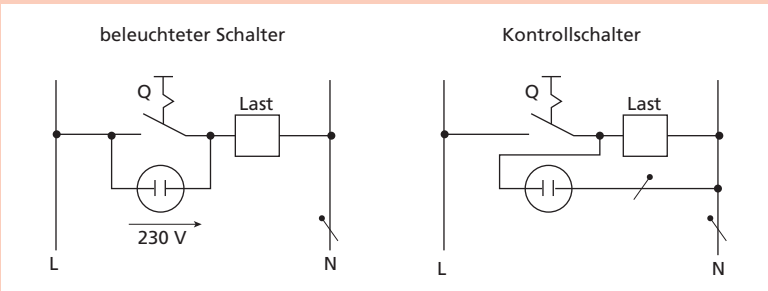 beleuchteter Schalter
Q
Last
230 V
L
N
Kontrollschalter
Q
Last
L
N